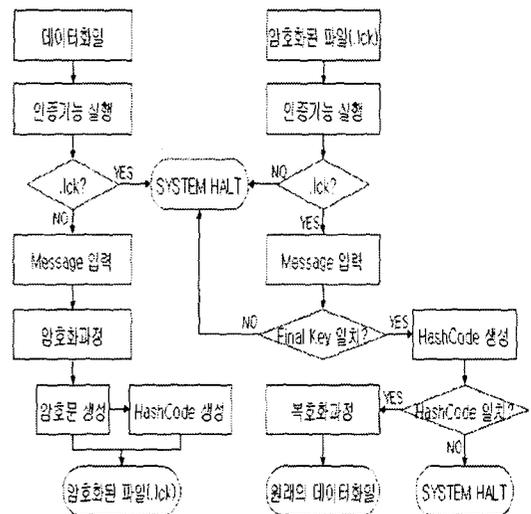 데이터화일
암호화된 파일(.lck)
인증기능 실행
인증기능 실행
.lck?
YES
SYSTEM HALT
NO
.lck?
NO
YES
Message 입력
Message 입력
암호화과정
NO
Final Key 일치?
YES
HashCode 생성
암호문 생성
HashCode 생성
복호화과정
YES
HashCode 일치?
NO
암호화된 파일(.lck)
원래의 데이터화일
SYSTEM HALT